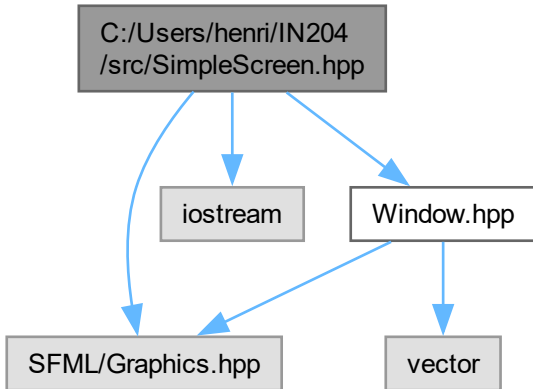 C:/Users/henri/IN204
/src/SimpleScreen.hpp
iostream
Window.hpp
SFML/Graphics.hpp
vector